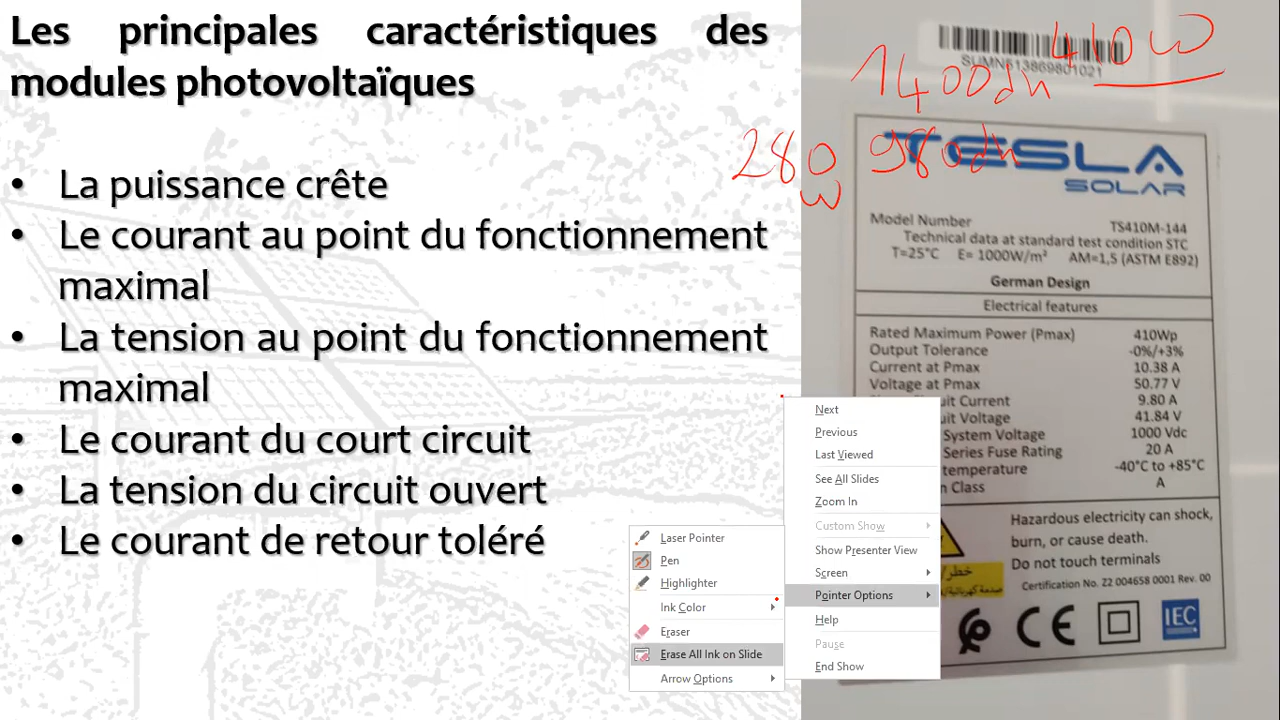 Les principales caractéristiques des
modules photovoltaïques
• La puissance crête
• Le courant au point du fonctionnement
maximal
• La tension au point du fonctionnement
maximal
• Le courant du court circuit
• La tension du circuit ouvert
• Le courant de retour toléré
410 W
SUMN613869801021
1400dh
280 W 980dh
TESLA
SOLAR
Model Number TS410M-144
Technical data at standard test condition STC
T=25°C E= 1000W/m² AM=1,5 (ASTM E892)
German Design
Electrical features
Rated Maximum Power (Pmax) 410Wp
Output Tolerance -0%/+3%
Current at Pmax 10.38 A
Voltage at Pmax 50.77 V
Current 9.80 A
Voltage 41.84 V
System Voltage 1000 Vdc
Series Fuse Rating 20 A
-40°C to +85°C
Class A
Hazardous electricity can shock,
burn, or cause death.
Do not touch terminals
Certification No. Z2 004658 0001 Rev. 00
خطر
CE
IEC
Next
Previous
Last Viewed
See All Slides
Zoom In
Custom Show
Show Presenter View
Screen
Pointer Options
Help
Pause
End Show
Laser Pointer
Pen
Highlighter
Ink Color
Eraser
Erase All Ink on Slide
Arrow Options